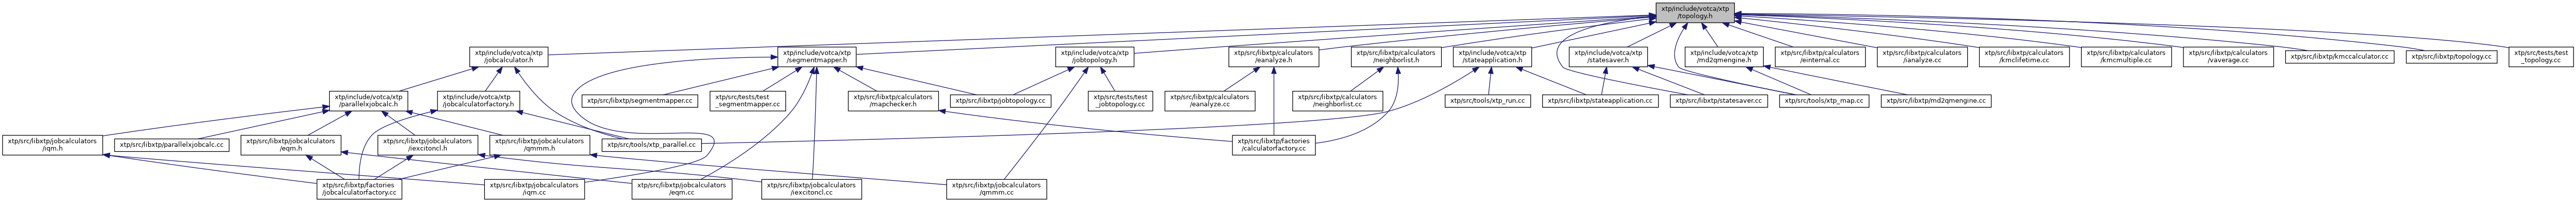 xtp/include/votca/xtp
/topology.h
xtp/include/votca/xtp
/jobcalculator.h
xtp/include/votca/xtp
/segmentmapper.h
xtp/include/votca/xtp
/jobtopology.h
xtp/src/libxtp/calculators
/eanalyze.h
xtp/src/libxtp/calculators
/neighborlist.h
xtp/include/votca/xtp
/stateapplication.h
xtp/include/votca/xtp
/statesaver.h
xtp/include/votca/xtp
/md2qmengine.h
xtp/src/libxtp/calculators
/einternal.cc
xtp/src/libxtp/calculators
/ianalyze.cc
xtp/src/libxtp/calculators
/kmclifetime.cc
xtp/src/libxtp/calculators
/kmcmultiple.cc
xtp/src/libxtp/calculators
/vaverage.cc
xtp/src/libxtp/kmccalculator.cc
xtp/src/libxtp/topology.cc
xtp/src/tests/test
_topology.cc
xtp/include/votca/xtp
/parallelxjobcalc.h
xtp/include/votca/xtp
/jobcalculatorfactory.h
xtp/src/libxtp/segmentmapper.cc
xtp/src/tests/test
_segmentmapper.cc
xtp/src/libxtp/calculators
/mapchecker.h
xtp/src/libxtp/jobtopology.cc
xtp/src/tests/test
_jobtopology.cc
xtp/src/libxtp/calculators
/eanalyze.cc
xtp/src/libxtp/calculators
/neighborlist.cc
xtp/src/tools/xtp_run.cc
xtp/src/libxtp/stateapplication.cc
xtp/src/libxtp/statesaver.cc
xtp/src/tools/xtp_map.cc
xtp/src/libxtp/md2qmengine.cc
xtp/src/libxtp/jobcalculators
/iqm.h
xtp/src/libxtp/parallelxjobcalc.cc
xtp/src/libxtp/jobcalculators
/eqm.h
xtp/src/libxtp/jobcalculators
/iexcitoncl.h
xtp/src/libxtp/jobcalculators
/qmmm.h
xtp/src/tools/xtp_parallel.cc
xtp/src/libxtp/factories
/calculatorfactory.cc
xtp/src/libxtp/factories
/jobcalculatorfactory.cc
xtp/src/libxtp/jobcalculators
/iqm.cc
xtp/src/libxtp/jobcalculators
/eqm.cc
xtp/src/libxtp/jobcalculators
/iexcitoncl.cc
xtp/src/libxtp/jobcalculators
/qmmm.cc